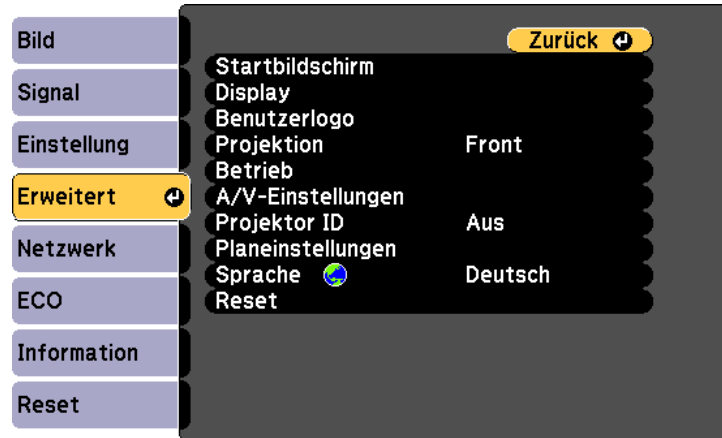 Bild
Signal
Einstellung
Erweitert
Netzwerk
ECO
Information
Reset
Zurück
Startbildschirm
Display
Benutzerlogo
Projektion Front
Betrieb
A/V-Einstellungen
Projektor ID Aus
Planeinstellungen
Sprache Deutsch
Reset